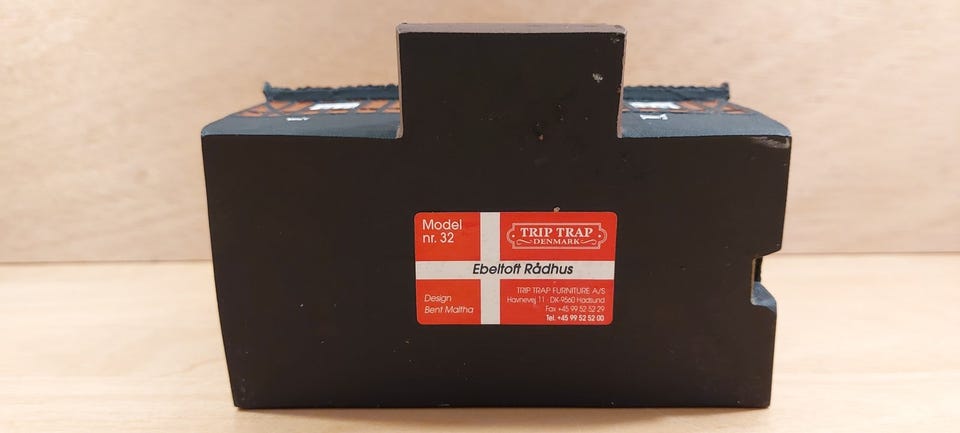 Model
nr. 32
TRIP TRAP
DENMARK
Ebeltoft Rådhus
Design
Bent Maltha
TRIP TRAP FURNITURE A/S
Havnevej 11 · DK-9560 Hadsund
Fax +45 99 52 52 29
Tel. +45 99 52 52 00